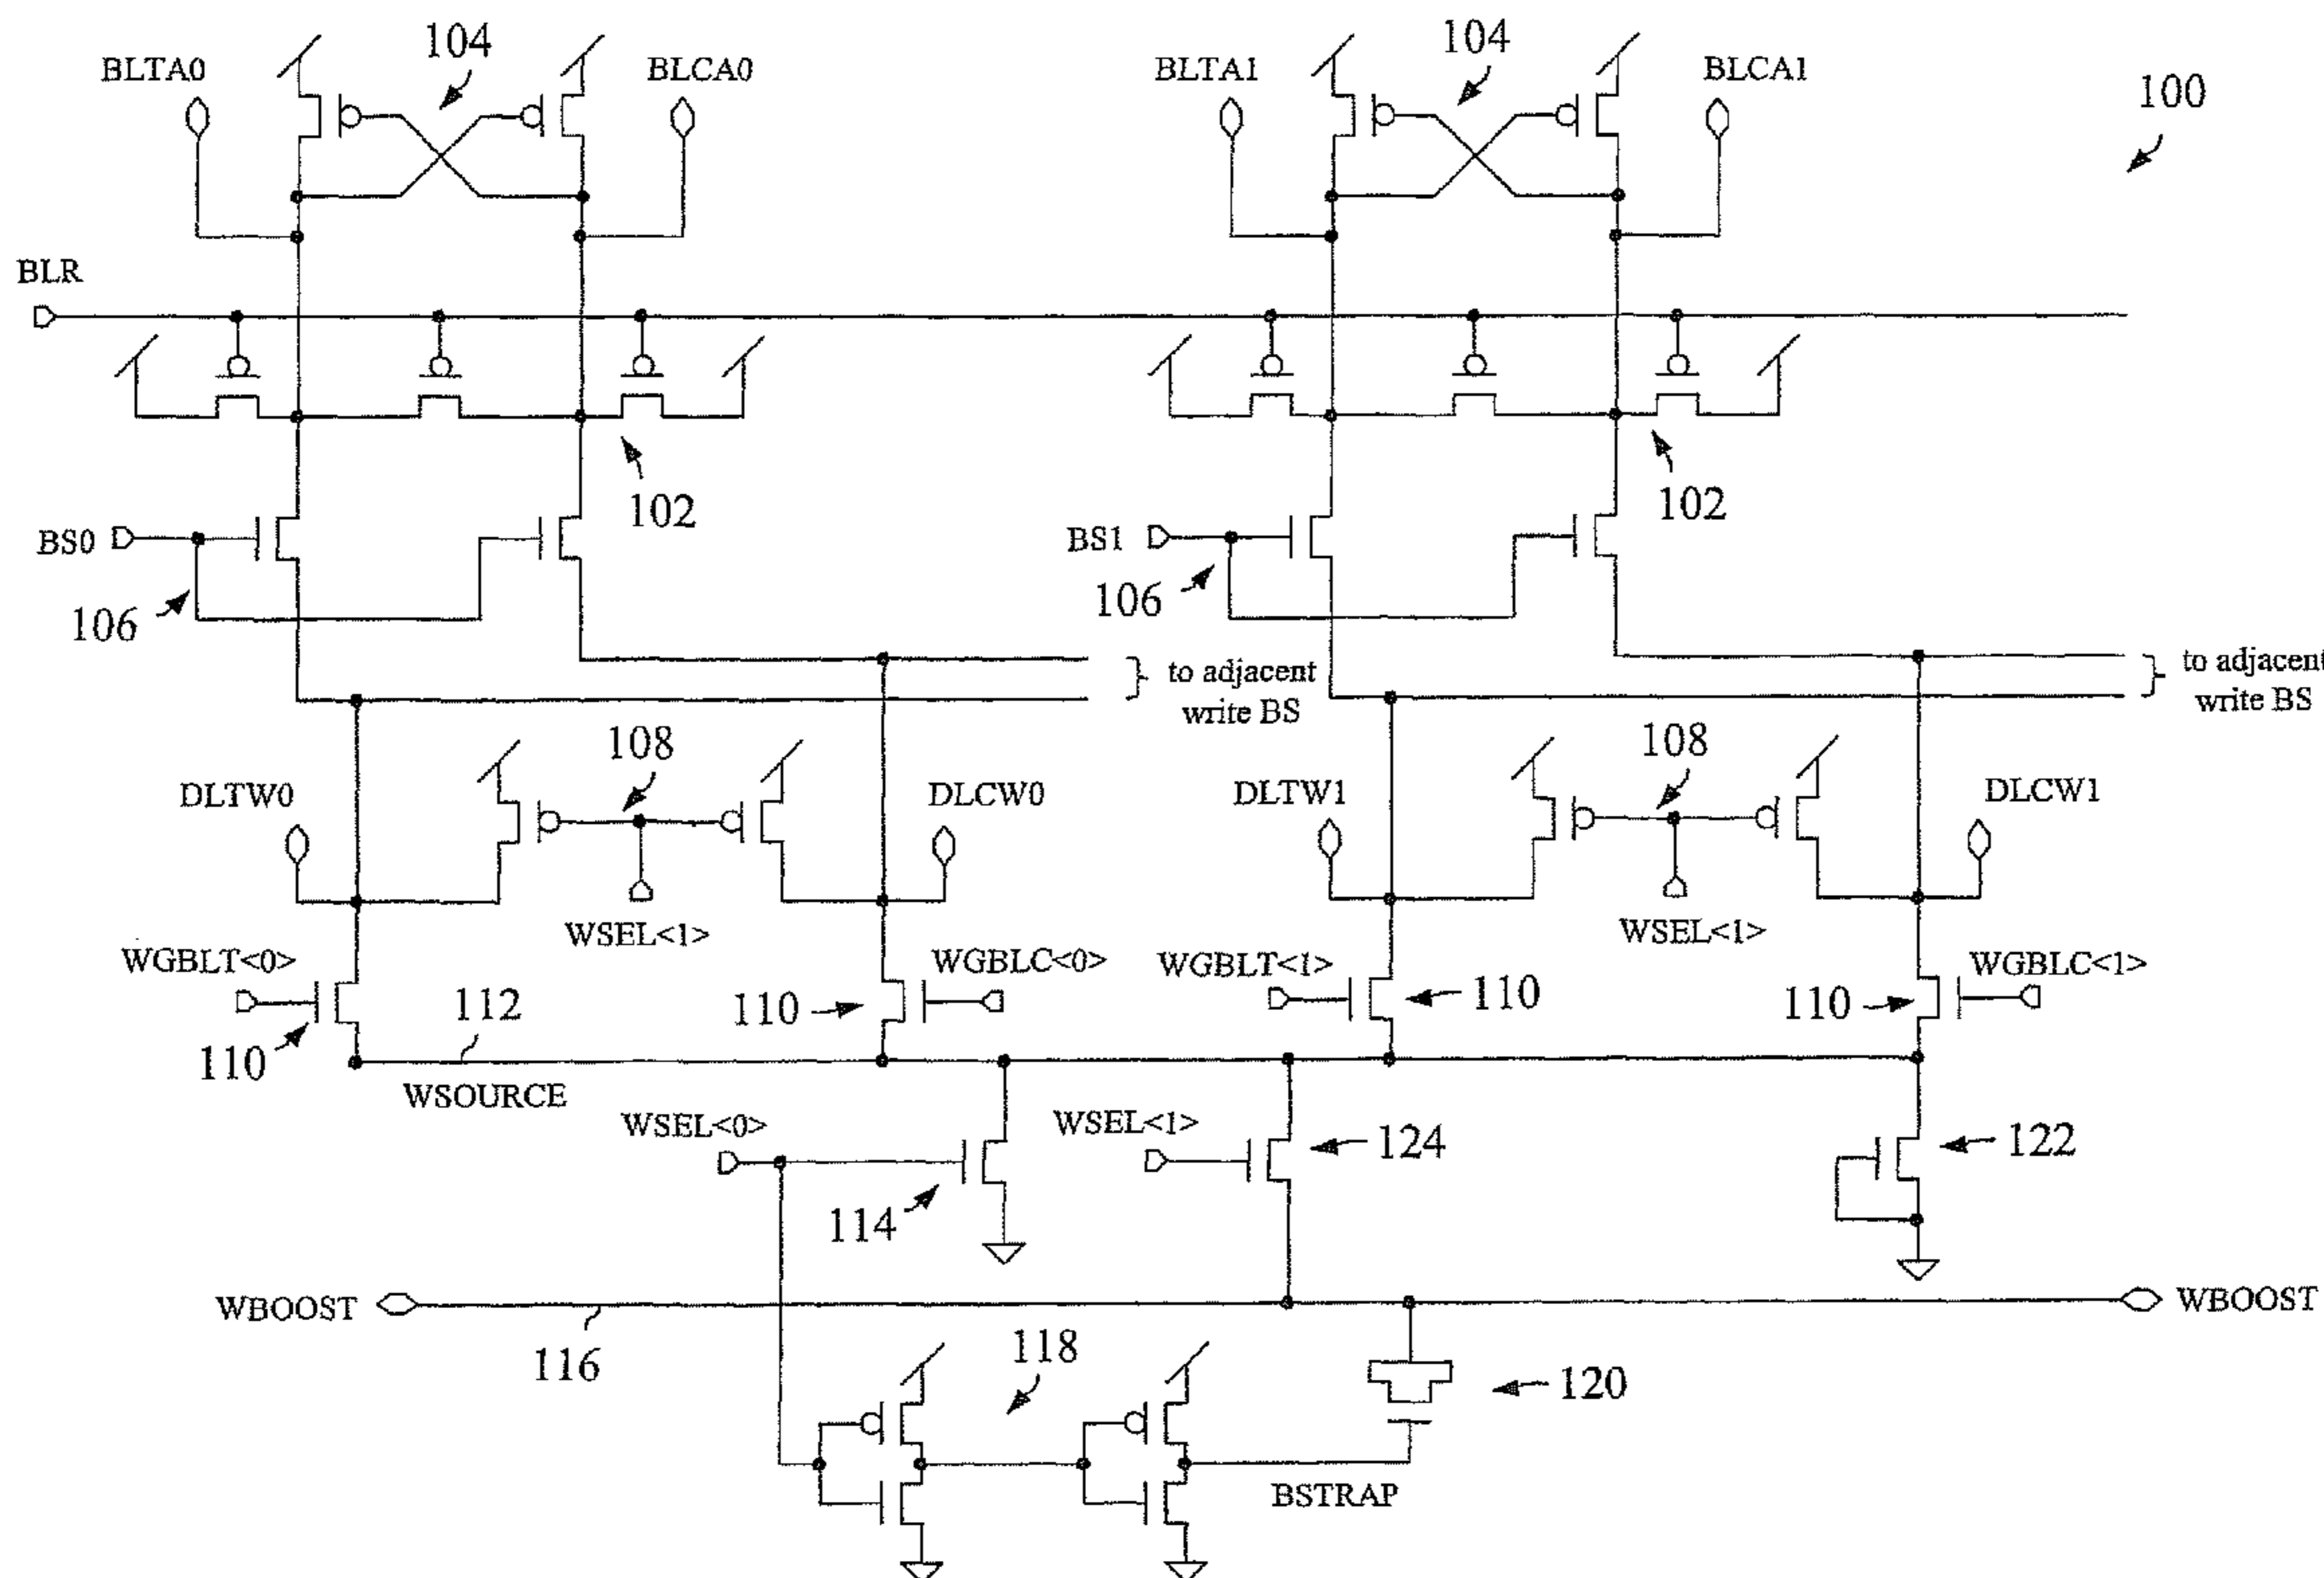 104
104
BLTA0
BLCA0
BLTA1
BLCA1
100
BLR
102
102
BS0
BS1
106
106
to adjacent
write BS
to adjacent
write BS
108
108
DLTW0
DLCW0
DLTW1
DLCW1
WSEL<1>
WSEL<1>
WGBLT<0>
WGBLC<0>
WGBLT<1>
WGBLC<1>
112
110
110
110
110
WSOURCE
WSEL<0>
WSEL<1>
124
122
114
WBOOST
WBOOST
116
118
120
BSTRAP